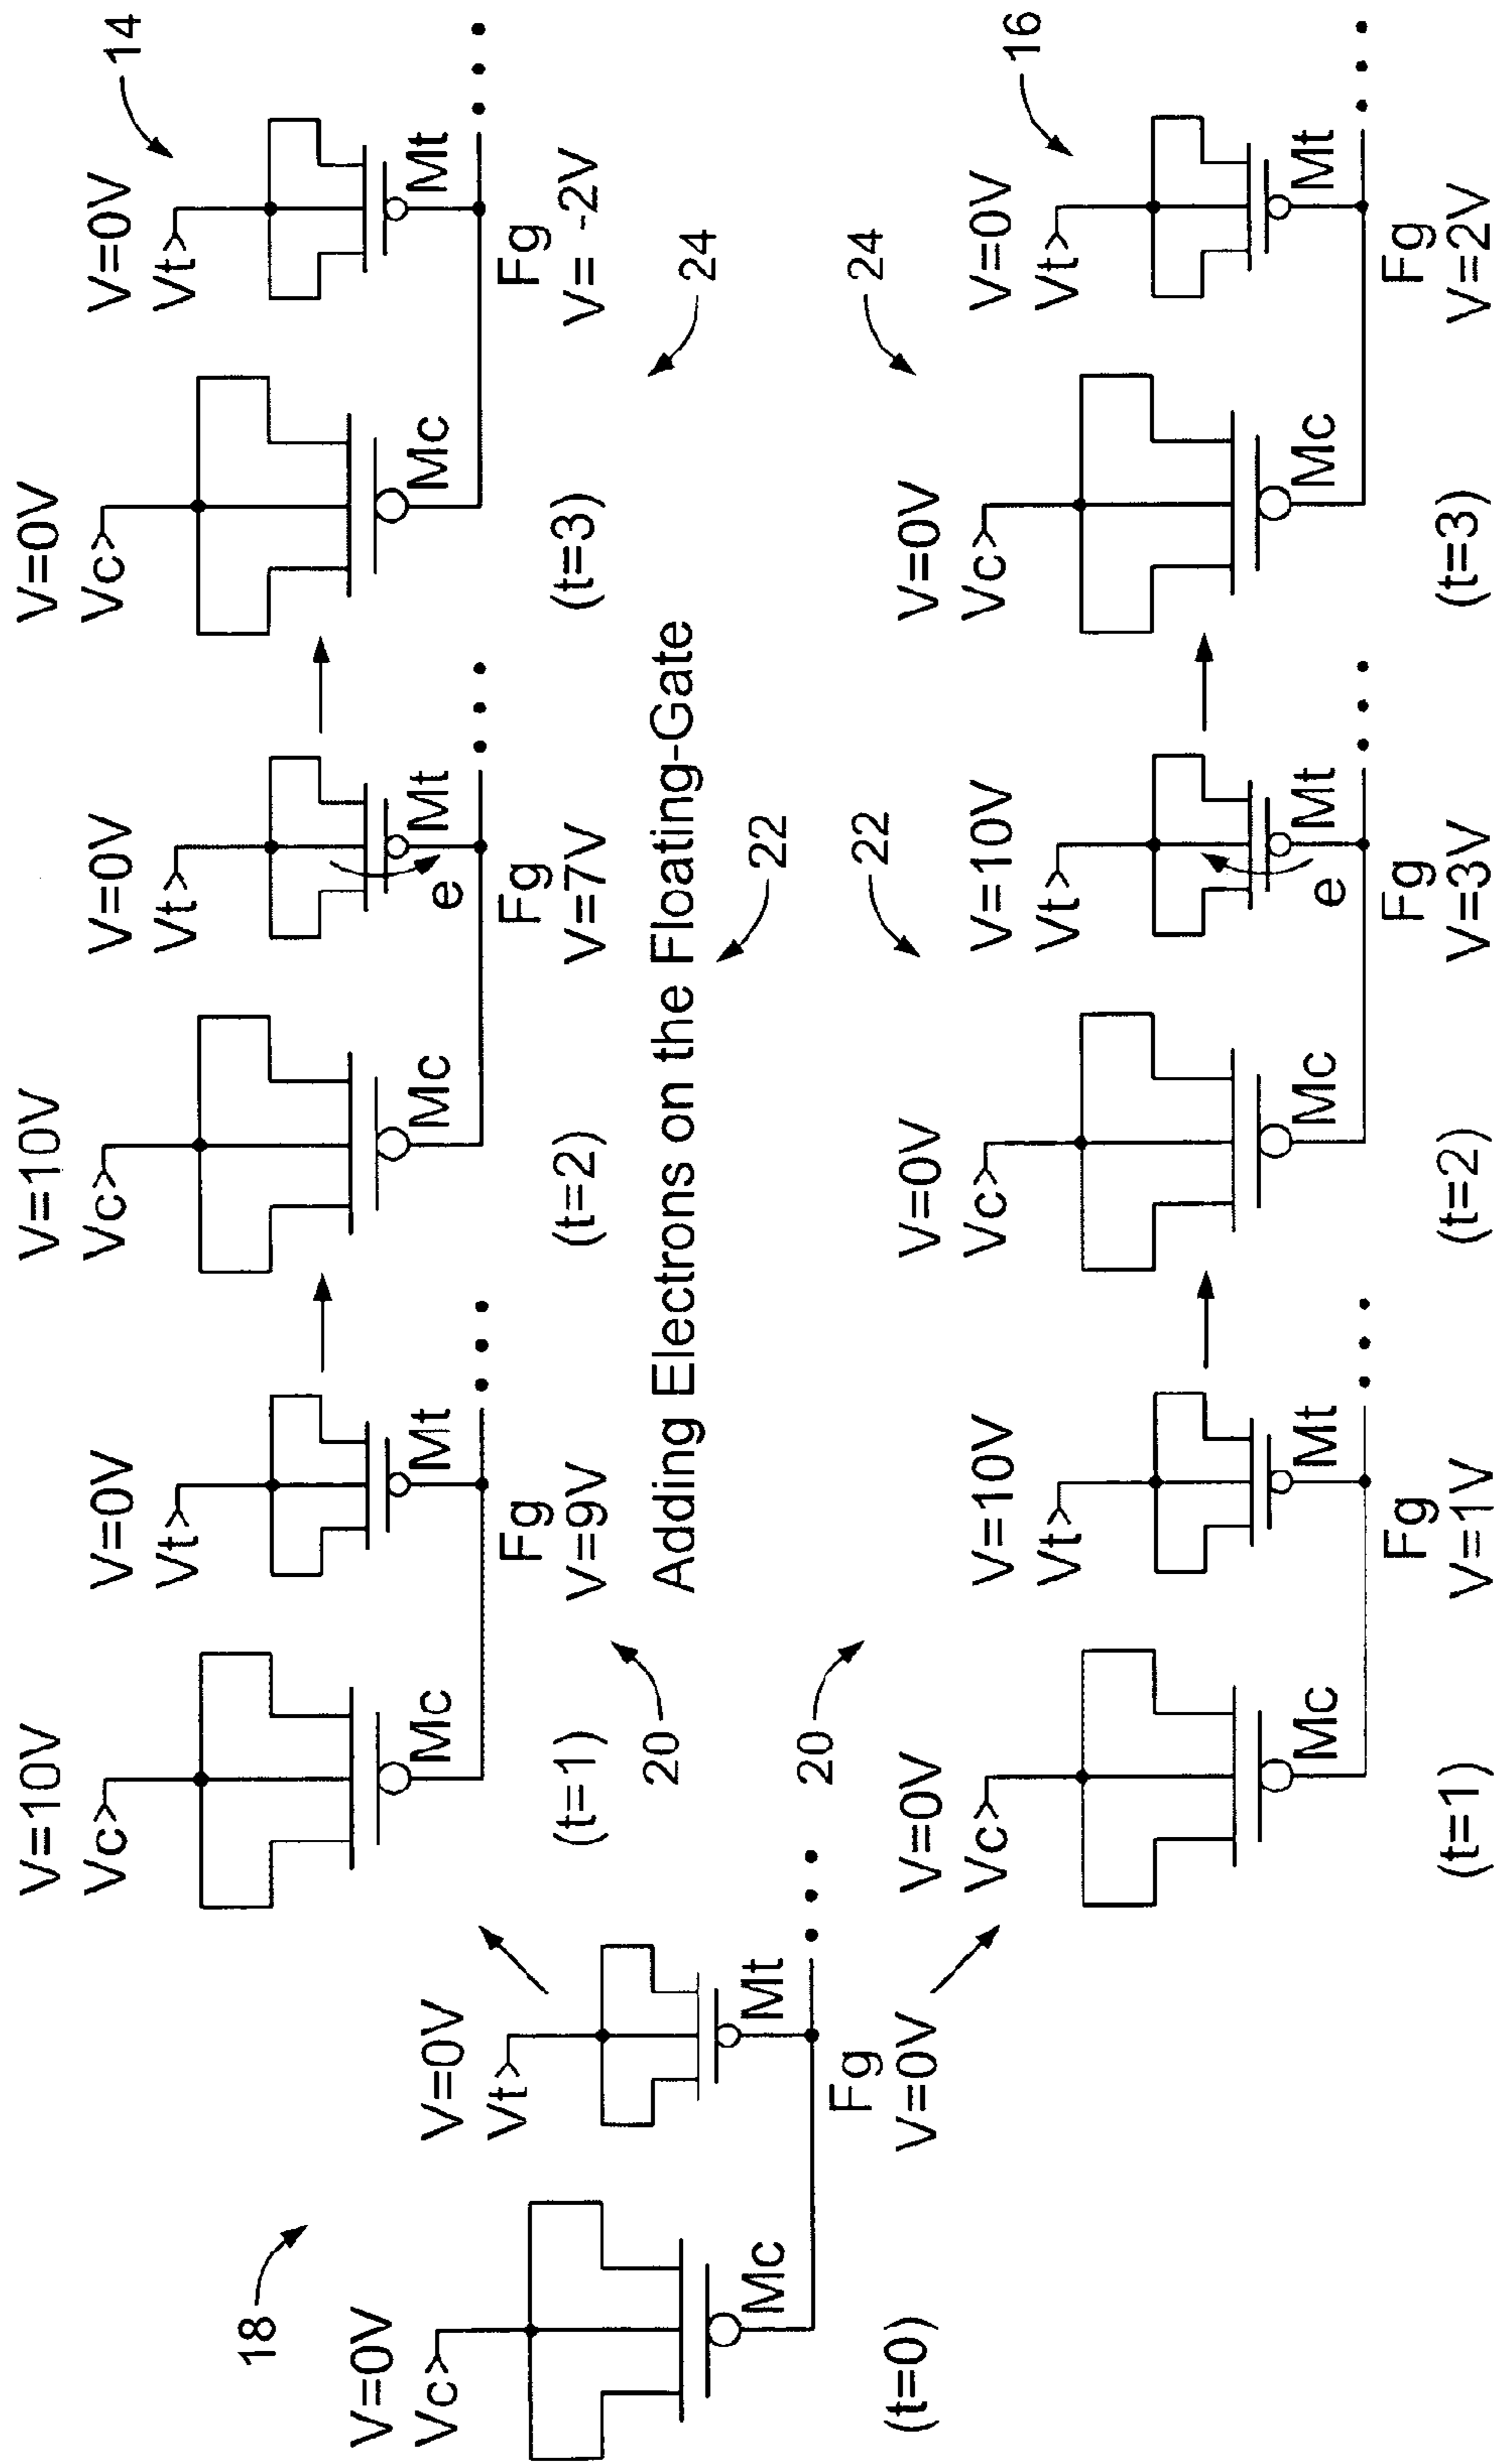 18
V=0V
Vc>
Mc
V=0V
Vt>
Mt
Fg
V=0V
(t=0)
V=10V
Vc>
Mc
V=0V
Vt>
Mt
Fg
V=9V
(t=1)
20
V=10V
Vc>
Mc
V=0V
Vt>
Mt
e
Fg
V=7V
(t=2)
22
V=0V
Vc>
Mc
V=0V
Vt>
Mt
Fg
V= -2V
(t=3)
24
14
Adding Electrons on the Floating-Gate
20
V=0V
Vc>
Mc
V=10V
Vt>
Mt
Fg
V=1V
(t=1)
22
V=0V
Vc>
Mc
V=10V
Vt>
Mt
e
Fg
V=3V
(t=2)
24
V=0V
Vc>
Mc
V=0V
Vt>
Mt
Fg
V=2V
(t=3)
16